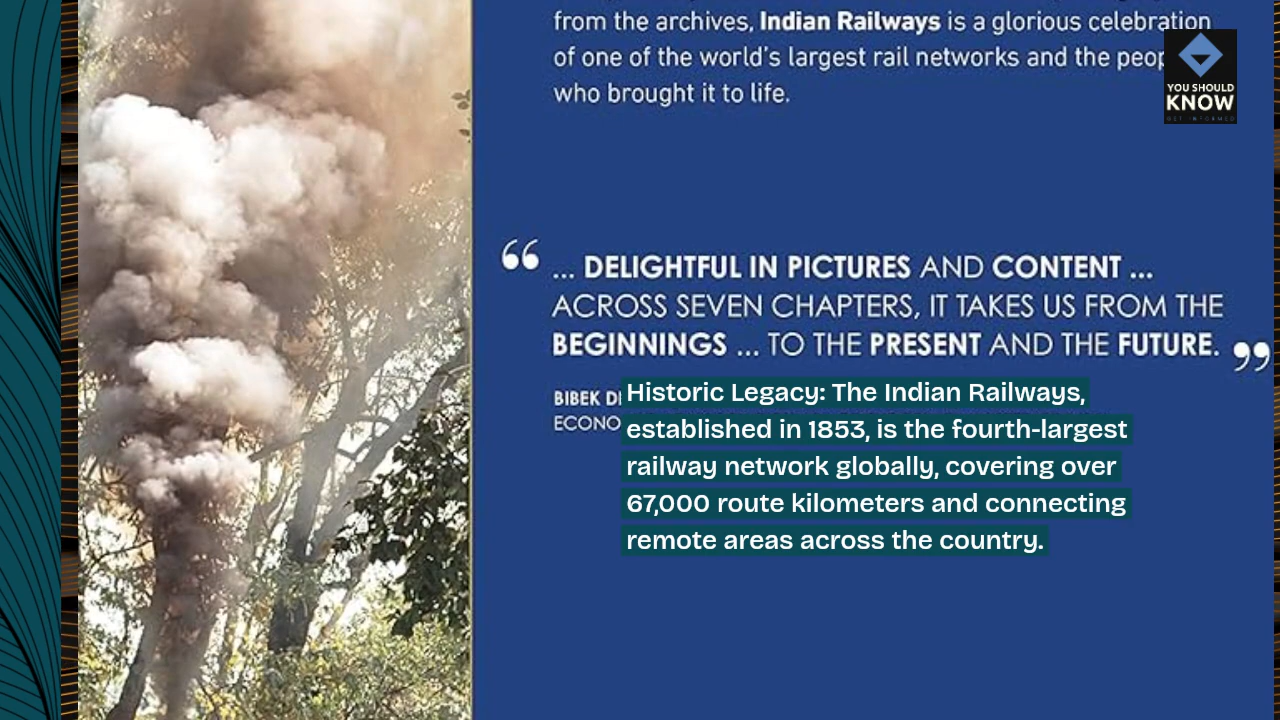 from the archives, Indian Railways is a glorious celebration
of one of the world's largest rail networks and the
who brought it to life.
YOU SHOULD
KNOW
GET INFORMED
“ ... DELIGHTFUL IN PICTURES AND CONTENT ...
ACROSS SEVEN CHAPTERS, IT TAKES US FROM THE
BEGINNINGS ... TO THE PRESENT AND THE FUTURE. ”
BIBEK
Historic Legacy: The Indian Railways,
established in 1853, is the fourth-largest
railway network globally, covering over
67,000 route kilometers and connecting
remote areas across the country.